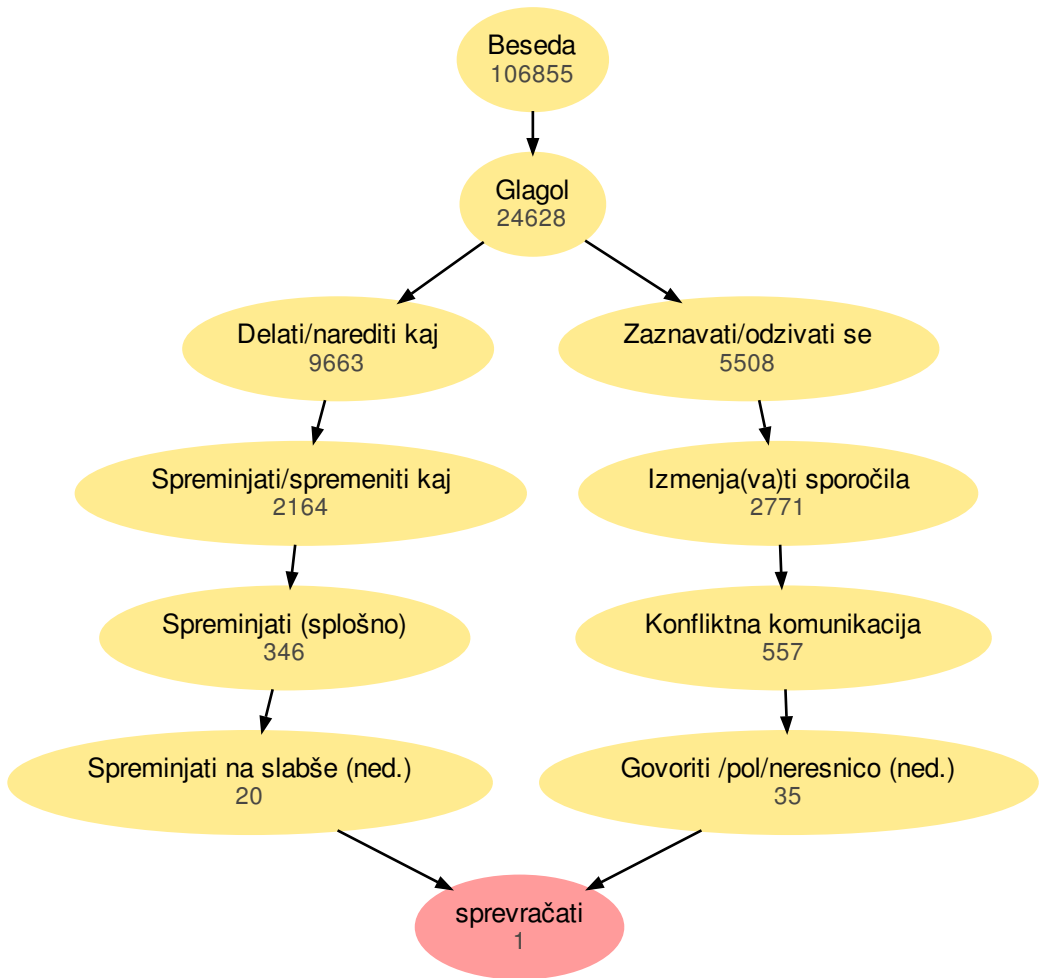 Beseda
106855
Glagol
24628
Delati/narediti kaj
9663
Zaznavati/odzivati se
5508
Spreminjati/spremeniti kaj
2164
Izmenja(va)ti sporočila
2771
Spreminjati (splošno)
346
Konfliktna komunikacija
557
Spreminjati na slabše (ned.)
20
Govoriti /pol/neresnico (ned.)
35
sprevračati
1